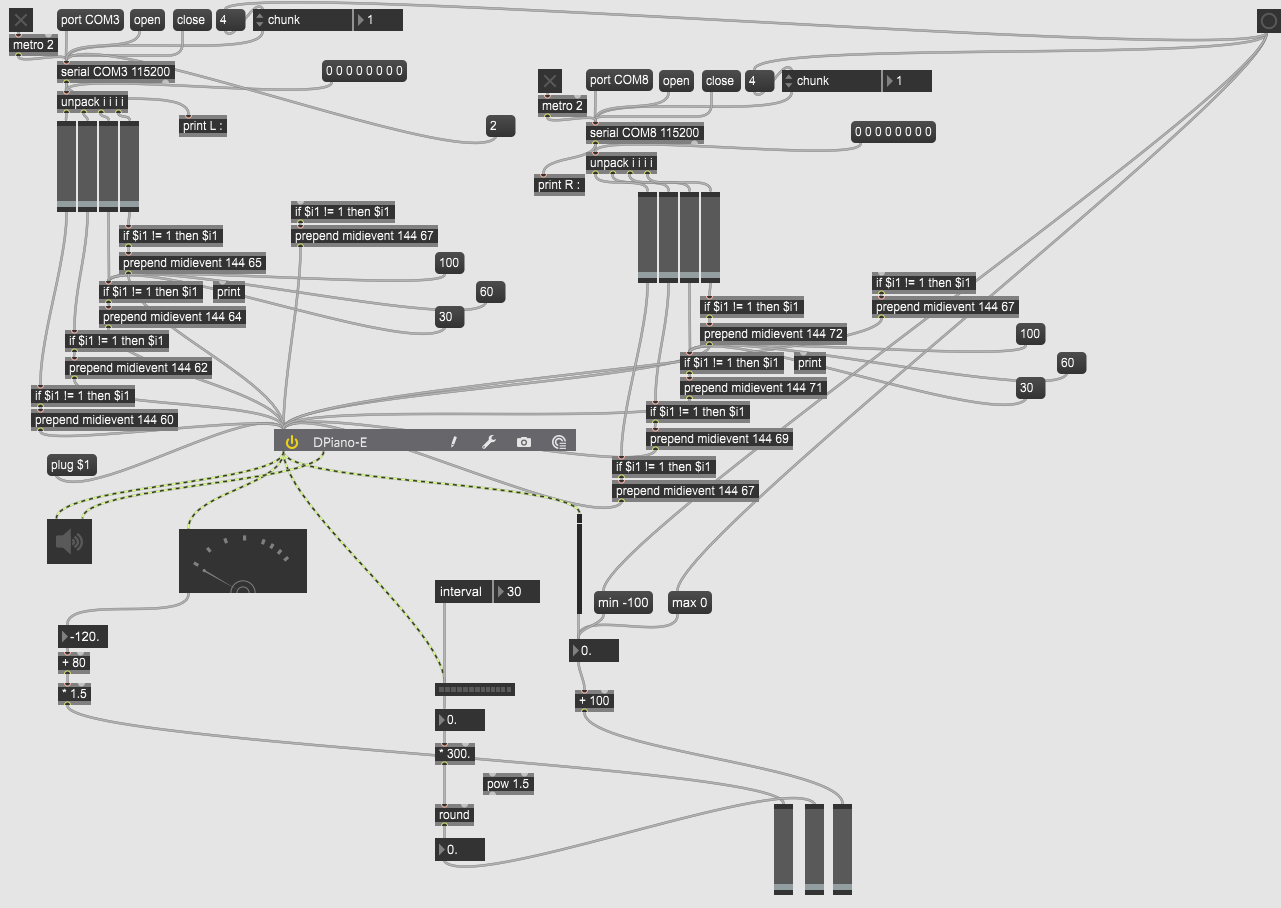 port COM3
open
close
4
chunk
1
metro 2
serial COM3 115200
0 0 0 0 0 0 0 0
unpack i i i i
print L :
2
if $i1 != 1 then $i1
prepend midievent 144 67
if $i1 != 1 then $i1
prepend midievent 144 65
100
if $i1 != 1 then $i1
print
60
prepend midievent 144 64
30
if $i1 != 1 then $i1
prepend midievent 144 62
if $i1 != 1 then $i1
prepend midievent 144 60
port COM8
open
close
4
chunk
1
metro 2
serial COM8 115200
0 0 0 0 0 0 0 0
unpack i i i i
print R :
if $i1 != 1 then $i1
prepend midievent 144 67
if $i1 != 1 then $i1
prepend midievent 144 72
100
if $i1 != 1 then $i1
print
60
prepend midievent 144 71
30
if $i1 != 1 then $i1
prepend midievent 144 69
if $i1 != 1 then $i1
prepend midievent 144 67
DPiano-E
plug $1
interval
30
min -100
max 0
-120.
+ 80
* 1.5
0.
+ 100
0.
* 300.
pow 1.5
round
0.